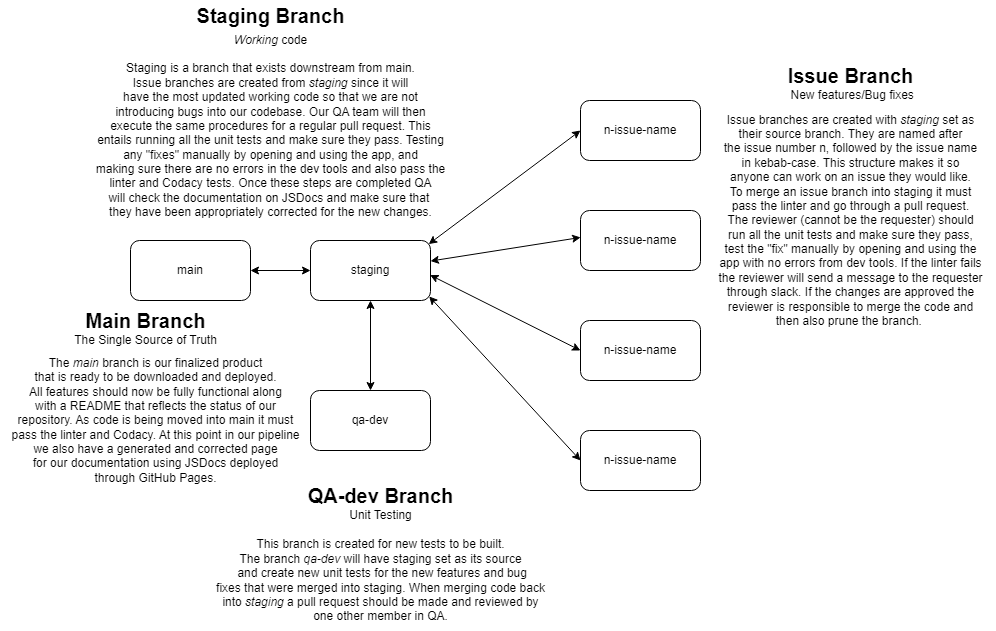 Staging Branch
Working code
Staging is a branch that exists downstream from main.
Issue branches are created from staging since it will
have the most updated working code so that we are not
introducing bugs into our codebase. Our QA team will then
execute the same procedures for a regular pull request. This
entails running all the unit tests and make sure they pass. Testing
any "fixes" manually by opening and using the app, and
making sure there are no errors in the dev tools and also pass the
linter and Codacy tests. Once these steps are completed QA
will check the documentation on JSDocs and make sure that
they have been appropriately corrected for the new changes.
Issue Branch
New features/Bug fixes
Issue branches are created with staging set as
their source branch. They are named after
the issue number n, followed by the issue name
in kebab-case. This structure makes it so
anyone can work on an issue they would like.
To merge an issue branch into staging it must
pass the linter and go through a pull request.
The reviewer (cannot be the requester) should
run all the unit tests and make sure they pass,
test the "fix" manually by opening and using the
app with no errors from dev tools. If the linter fails
the reviewer will send a message to the requester
through slack. If the changes are approved the
reviewer is responsible to merge the code and
then also prune the branch.
n-issue-name
n-issue-name
n-issue-name
n-issue-name
main
staging
qa-dev
Main Branch
The Single Source of Truth
The main branch is our finalized product
that is ready to be downloaded and deployed.
All features should now be fully functional along
with a README that reflects the status of our
repository. As code is being moved into main it must
pass the linter and Codacy. At this point in our pipeline
we also have a generated and corrected page
for our documentation using JSDocs deployed
through GitHub Pages.
QA-dev Branch
Unit Testing
This branch is created for new tests to be built.
The branch qa-dev will have staging set as its source
and create new unit tests for the new features and bug
fixes that were merged into staging. When merging code back
into staging a pull request should be made and reviewed by
one other member in QA.